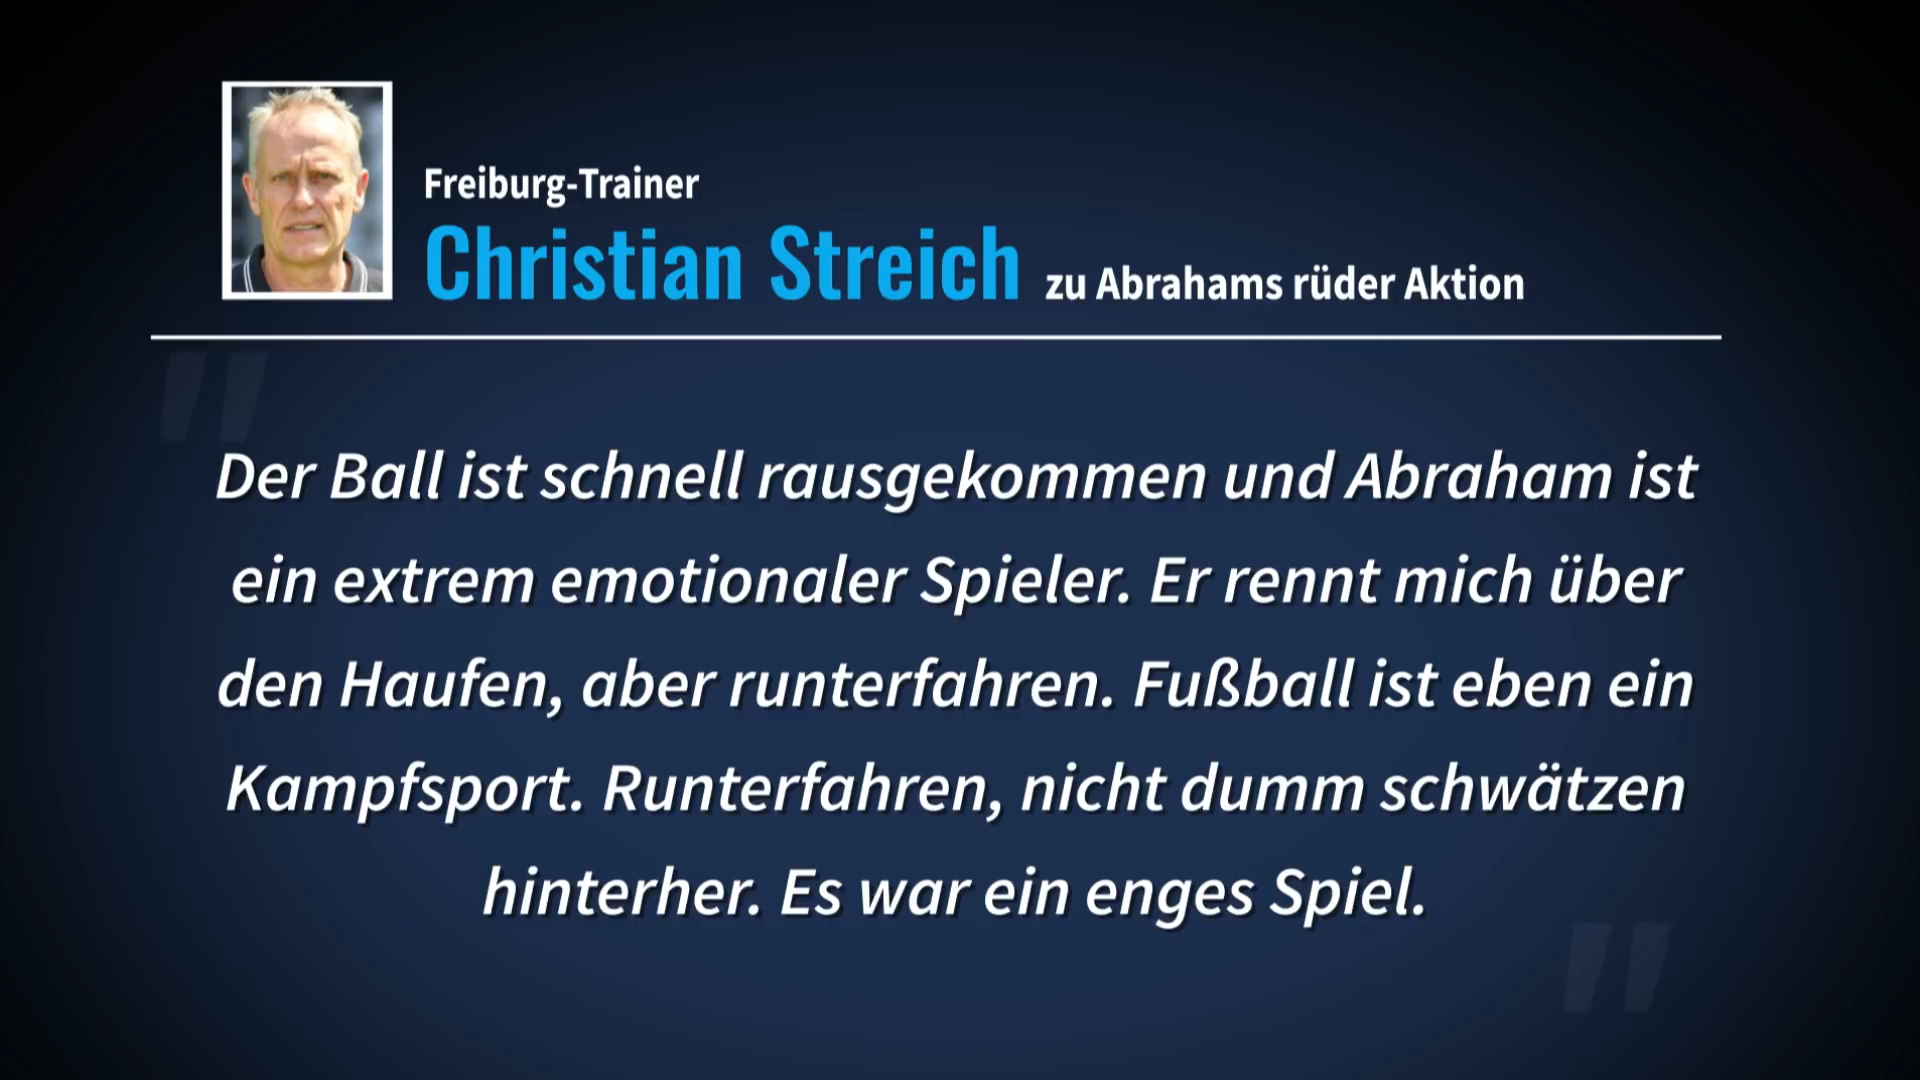 Freiburg-Trainer
Christian Streich zu Abrahams rüder Aktion
"
Der Ball ist schnell rausgekommen und Abraham ist
ein extrem emotionaler Spieler. Er rennt mich über
den Haufen, aber runterfahren. Fußball ist eben ein
Kampfsport. Runterfahren, nicht dumm schwätzen
hinterher. Es war ein enges Spiel.
"